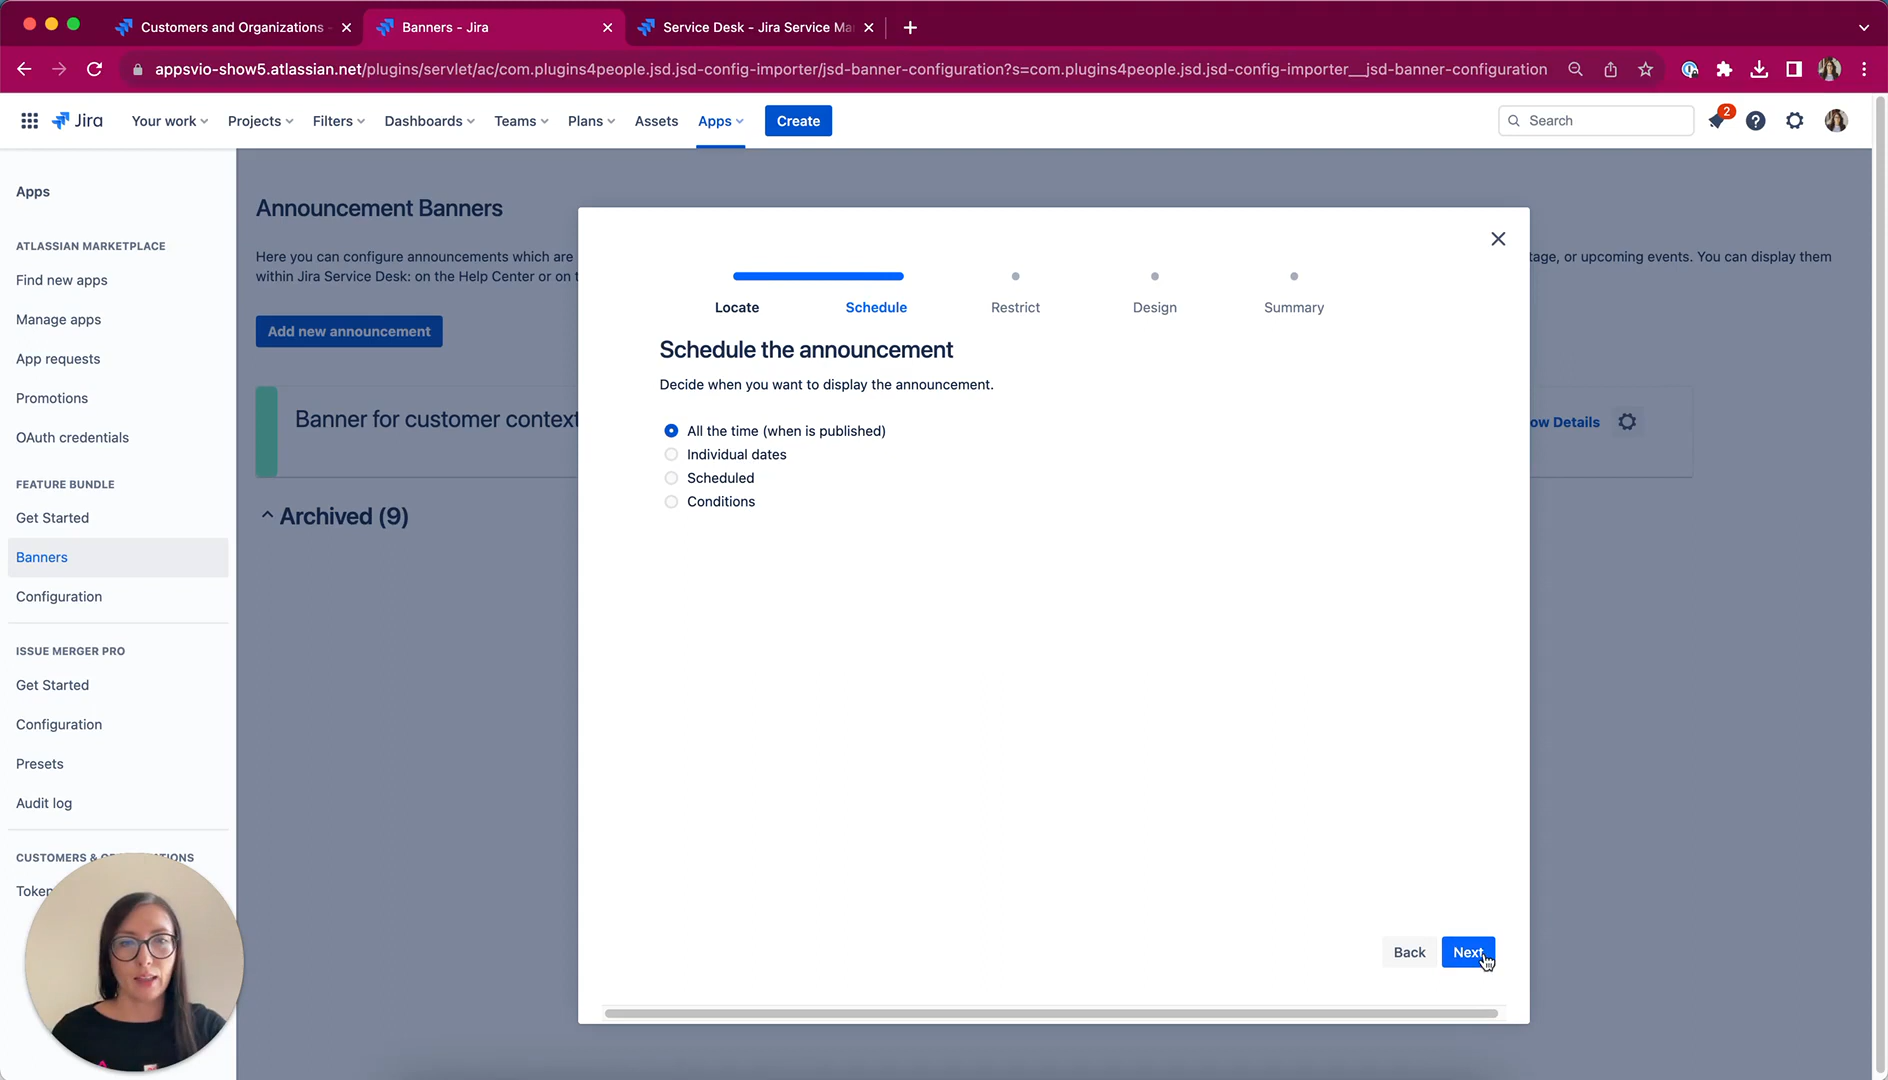 Customers and Organizations -
Banners - Jira
Service Desk - Jira Service Ma
appsvio-show5.atlassian.net/plugins/servlet/ac/com.plugins4people.jsd.jsd-config-importer/jsd-banner-configuration?s=com.plugins4people.jsd.jsd-config-importer__jsd-banner-configuration
Jira
Your work
Projects
Filters
Dashboards
Teams
Plans
Assets
Apps
Create
Search
2
Apps
ATLASSIAN MARKETPLACE
Find new apps
Manage apps
App requests
Promotions
OAuth credentials
FEATURE BUNDLE
Get Started
Banners
Configuration
ISSUE MERGER PRO
Get Started
Configuration
Presets
Audit log
CUSTOMERS &
Announcement Banners
Here you can configure announcements which are
tage, or upcoming events. You can display them
within Jira Service Desk: on the Help Center or on t
Add new announcement
Banner for customer context
ow Details
Archived (9)
Locate
Schedule
Restrict
Design
Summary
Schedule the announcement
Decide when you want to display the announcement.
All the time (when is published)
Individual dates
Scheduled
Conditions
Back
Next